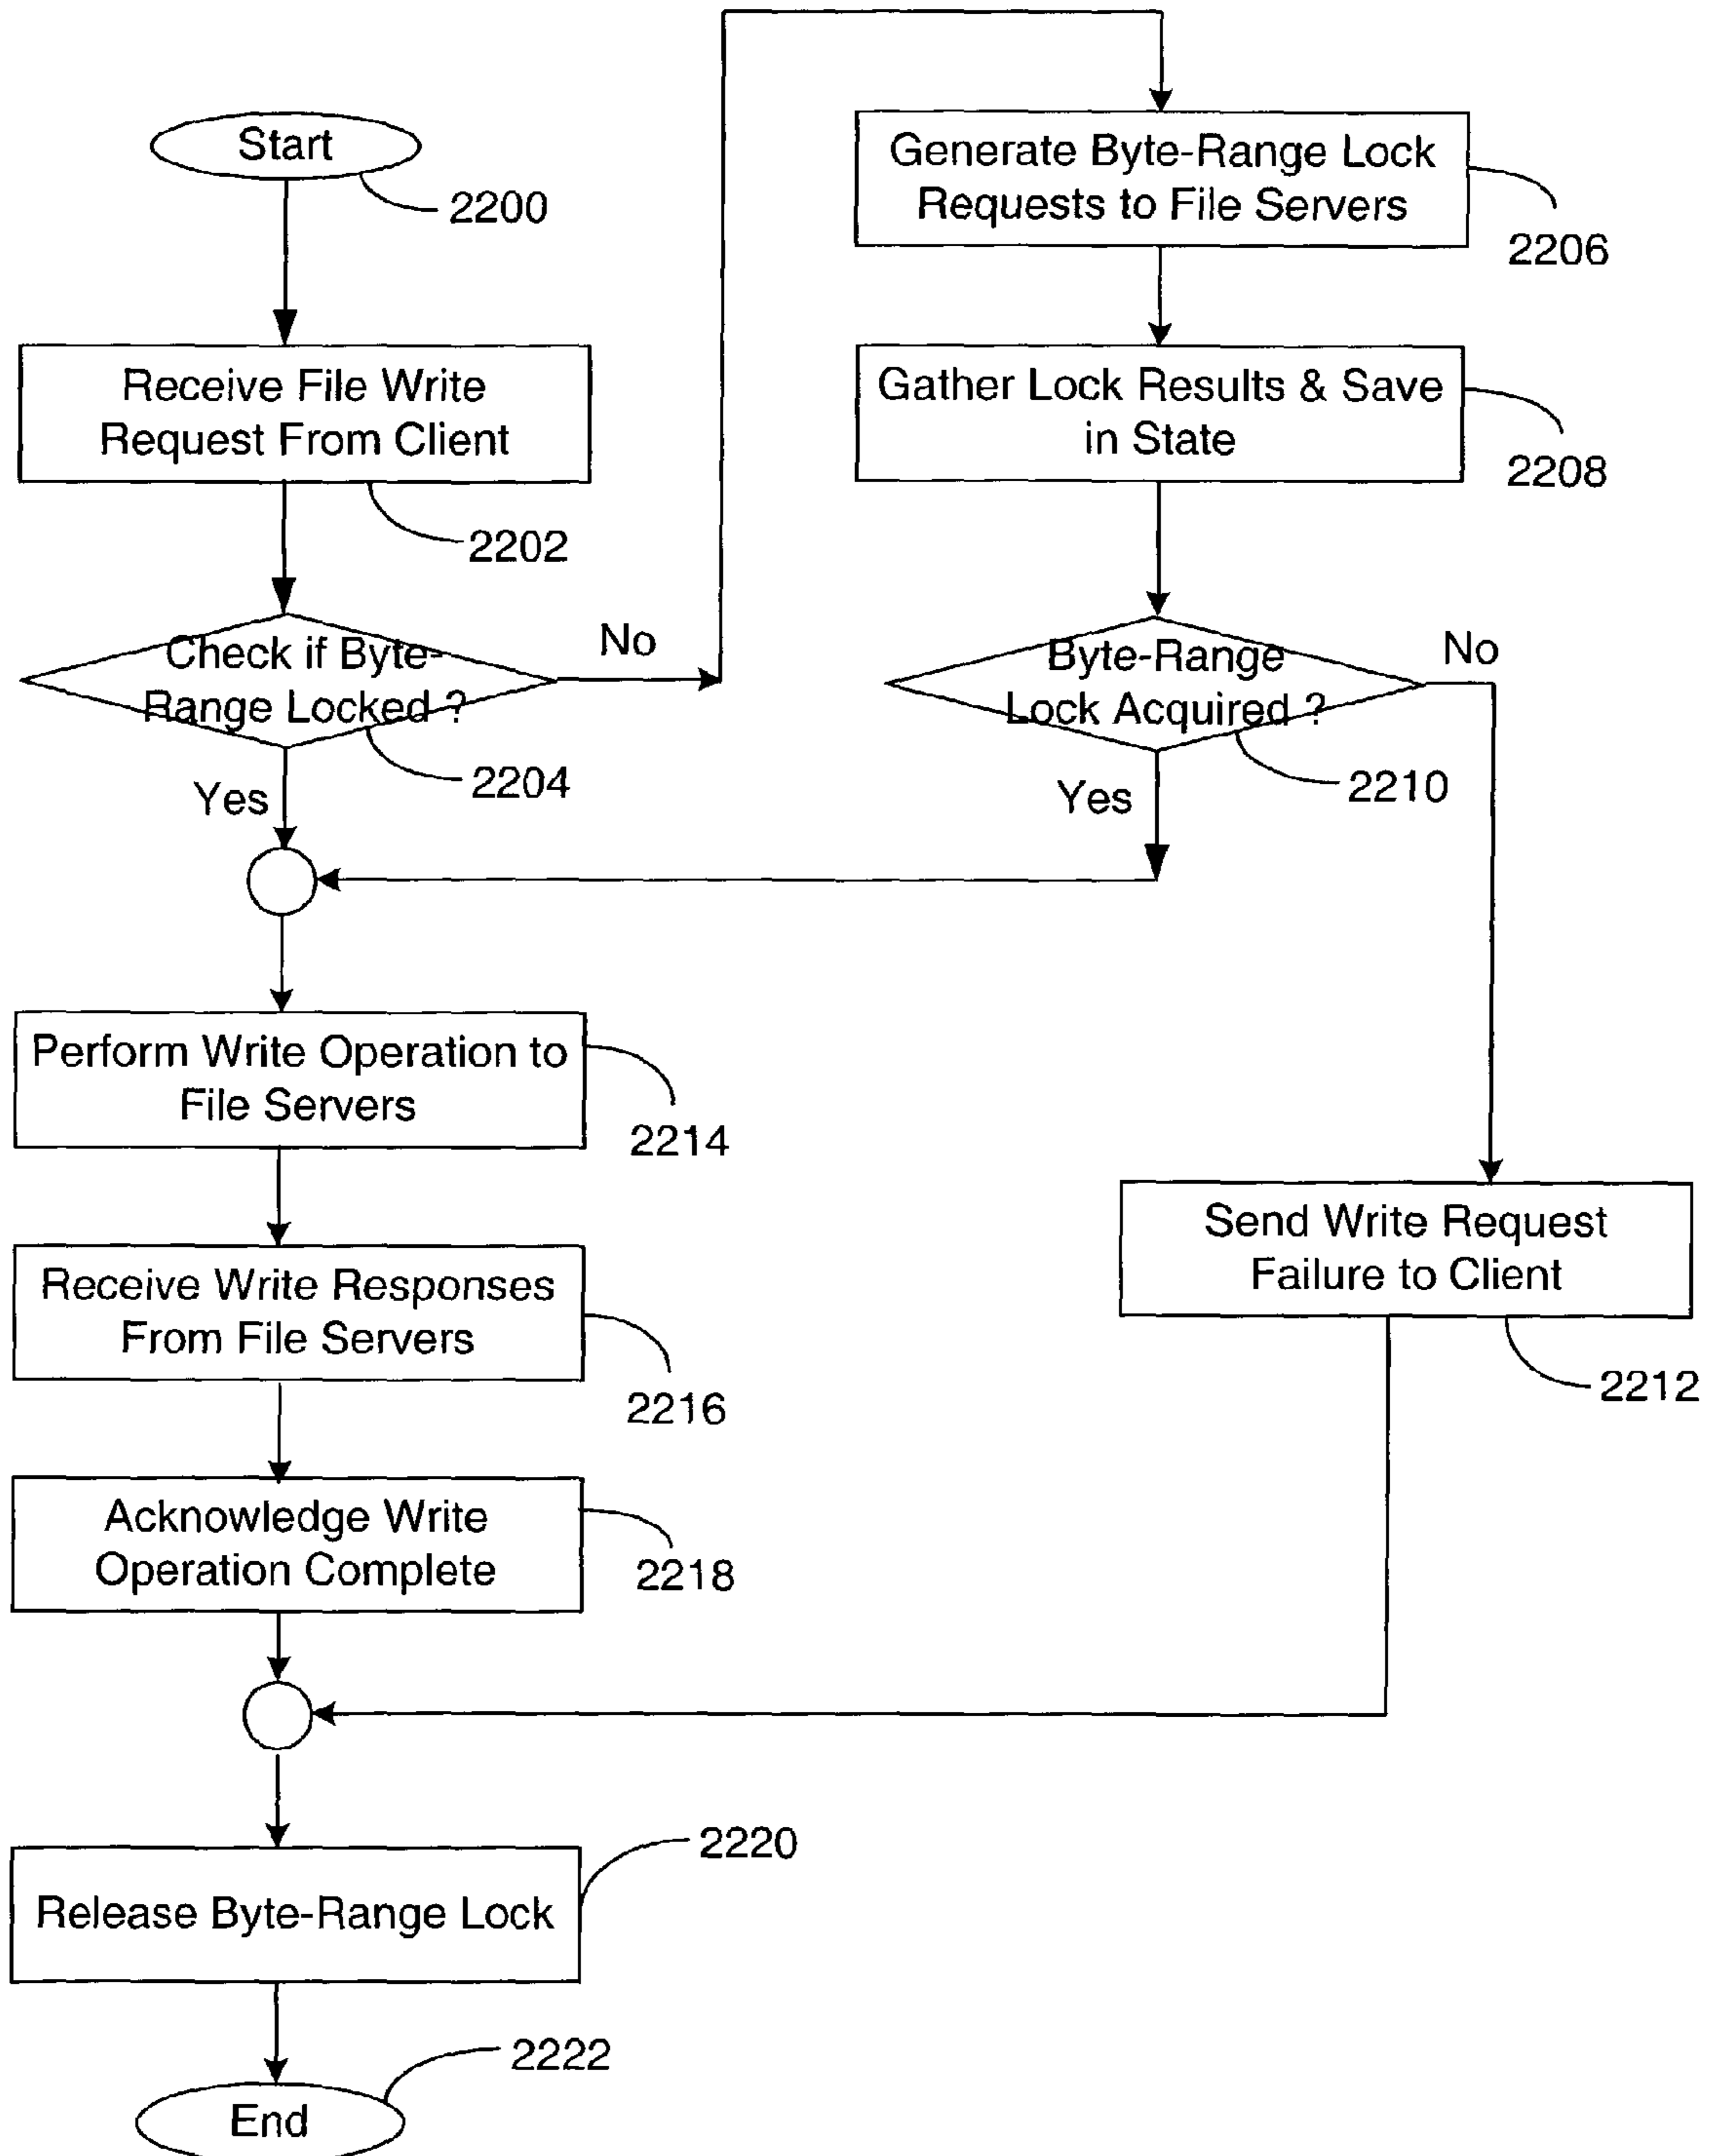 Start
2200
Receive File Write
Request From Client
2202
Check if Byte-
Range Locked ?
No
2204
Yes
Generate Byte-Range Lock
Requests to File Servers
2206
Gather Lock Results & Save
in State
2208
Byte-Range
Lock Acquired ?
No
2210
Yes
Perform Write Operation to
File Servers
2214
Send Write Request
Failure to Client
2212
Receive Write Responses
From File Servers
2216
Acknowledge Write
Operation Complete
2218
2220
Release Byte-Range Lock
2222
End